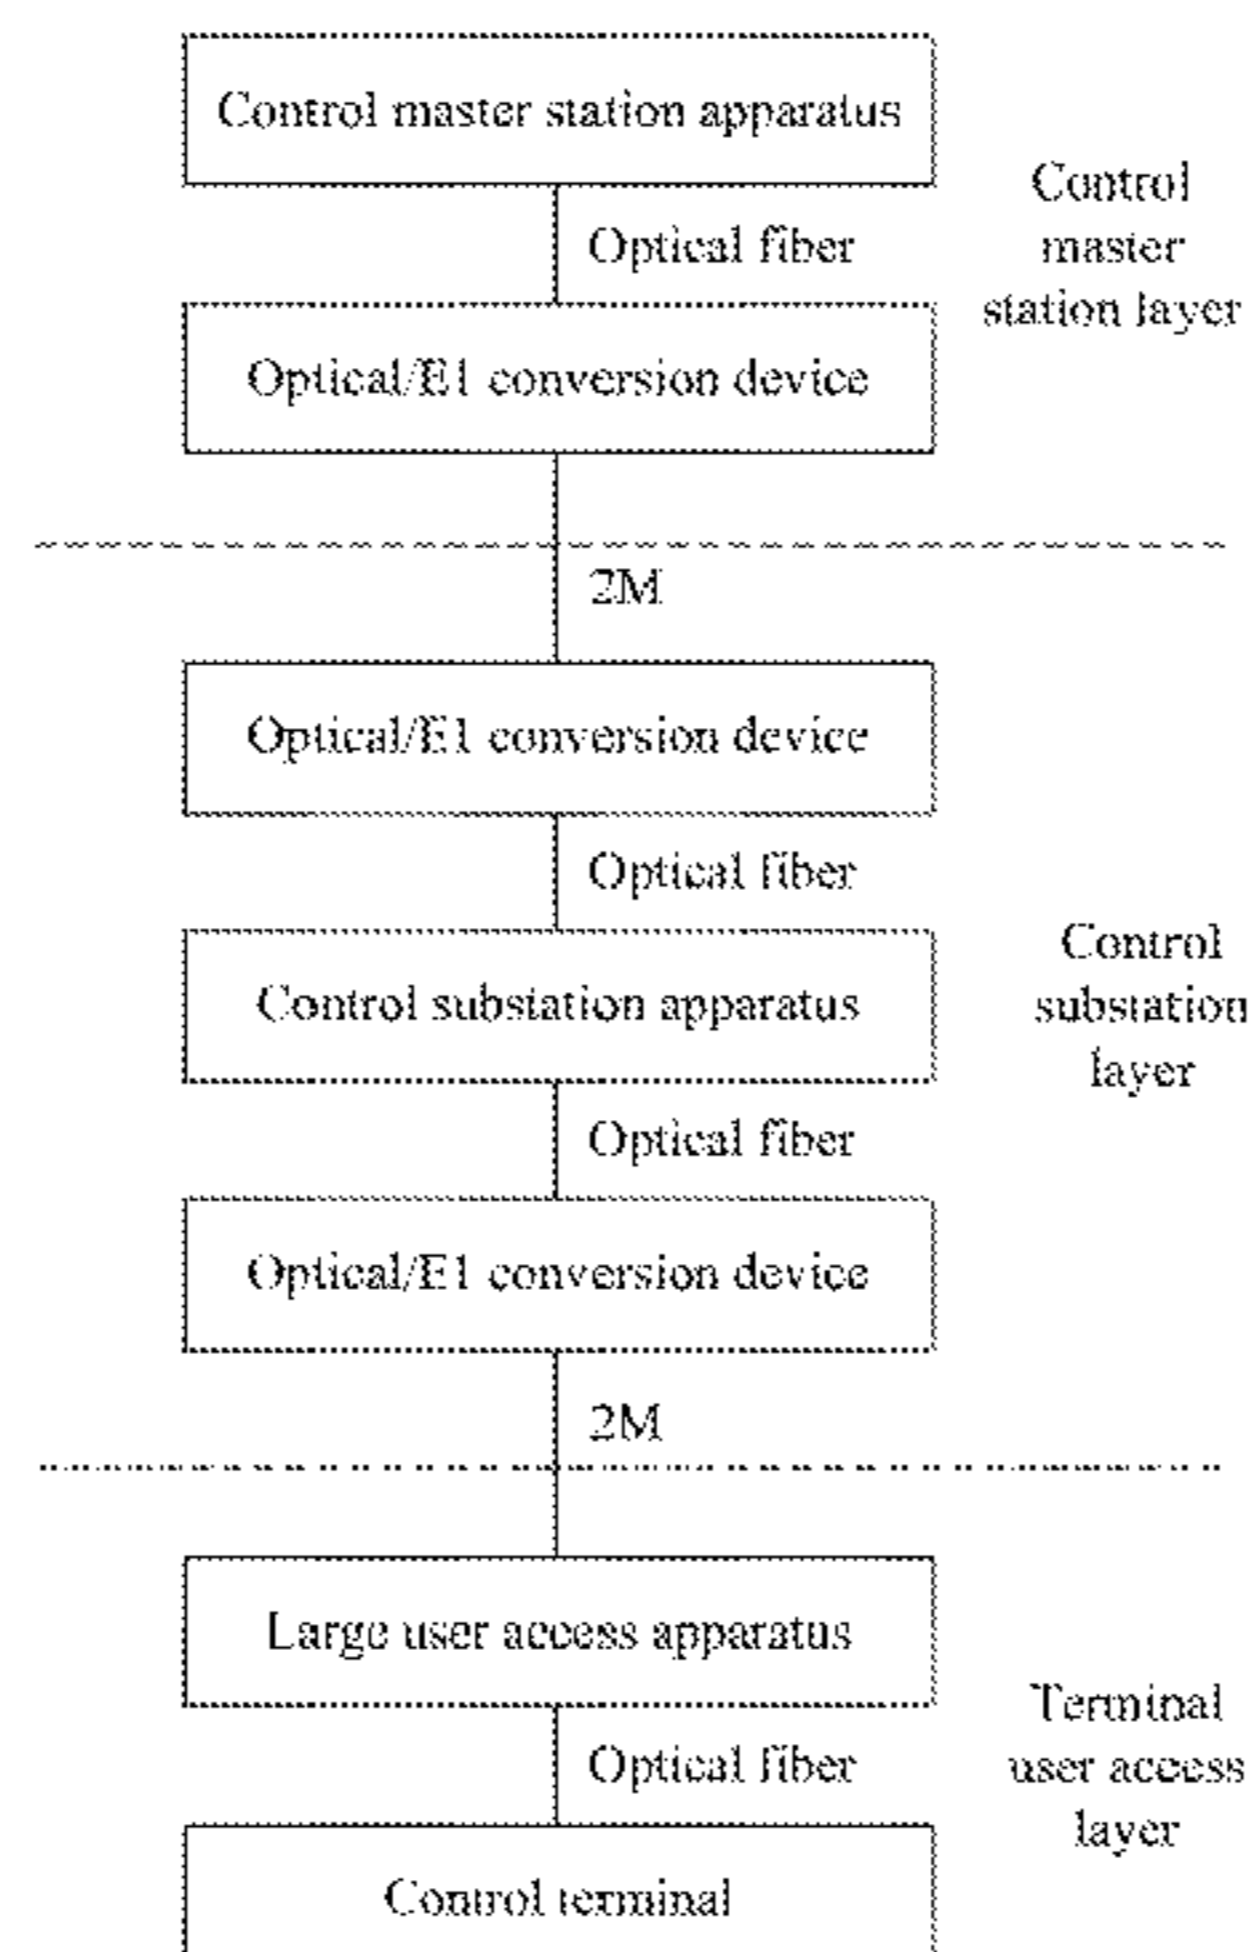 Control master station apparatus
Optical fiber
Control
master
station layer
Optical/E1 conversion device
2M
Optical/E1 conversion device
Optical fiber
Control substation apparatus
Control
substation
layer
Optical fiber
Optical/E1 conversion device
2M
Large user access apparatus
Optical fiber
Terminal
user access
layer
Control terminal